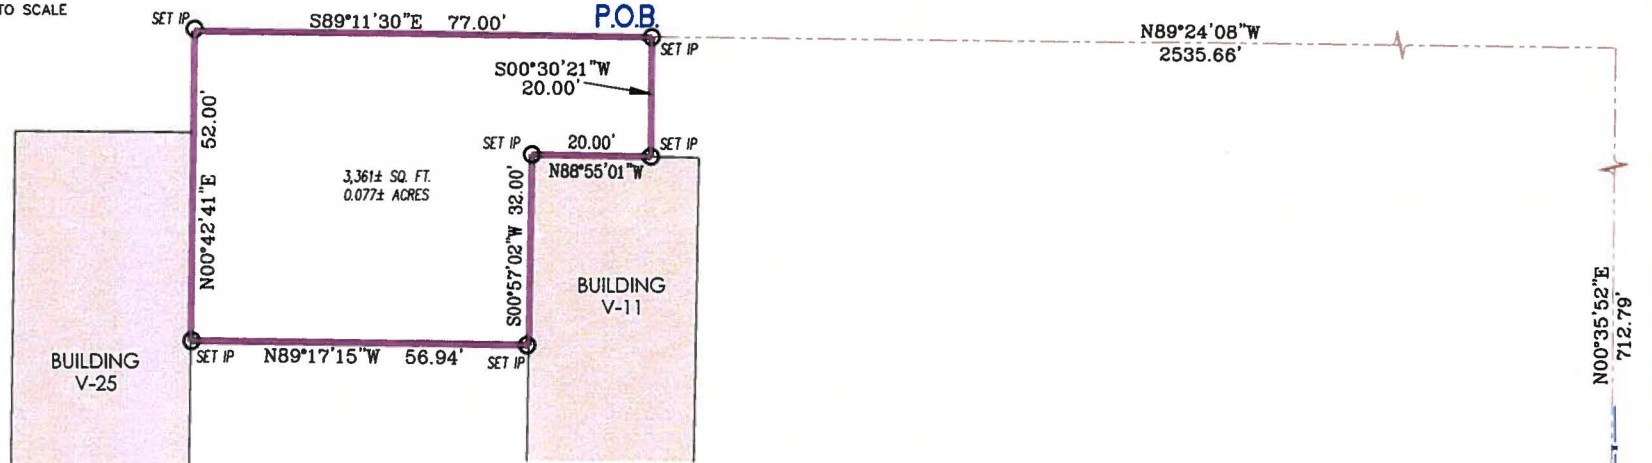 TO SCALE
SET IP
S89°11'30"E 77.00'
P.O.B.
SET IP
N89°24'08"W
2535.66'
S00°30'21"W
20.00'
SET IP
20.00'
SET IP
N88°55'01"W
N00°42'41"E 52.00'
3,361± SQ. FT.
0.077± ACRES
S00°57'02"W 32.00'
BUILDING
V-11
N00°35'52"E
712.79'
SET IP
N89°17'15"W 56.94'
SET IP
BUILDING
V-25